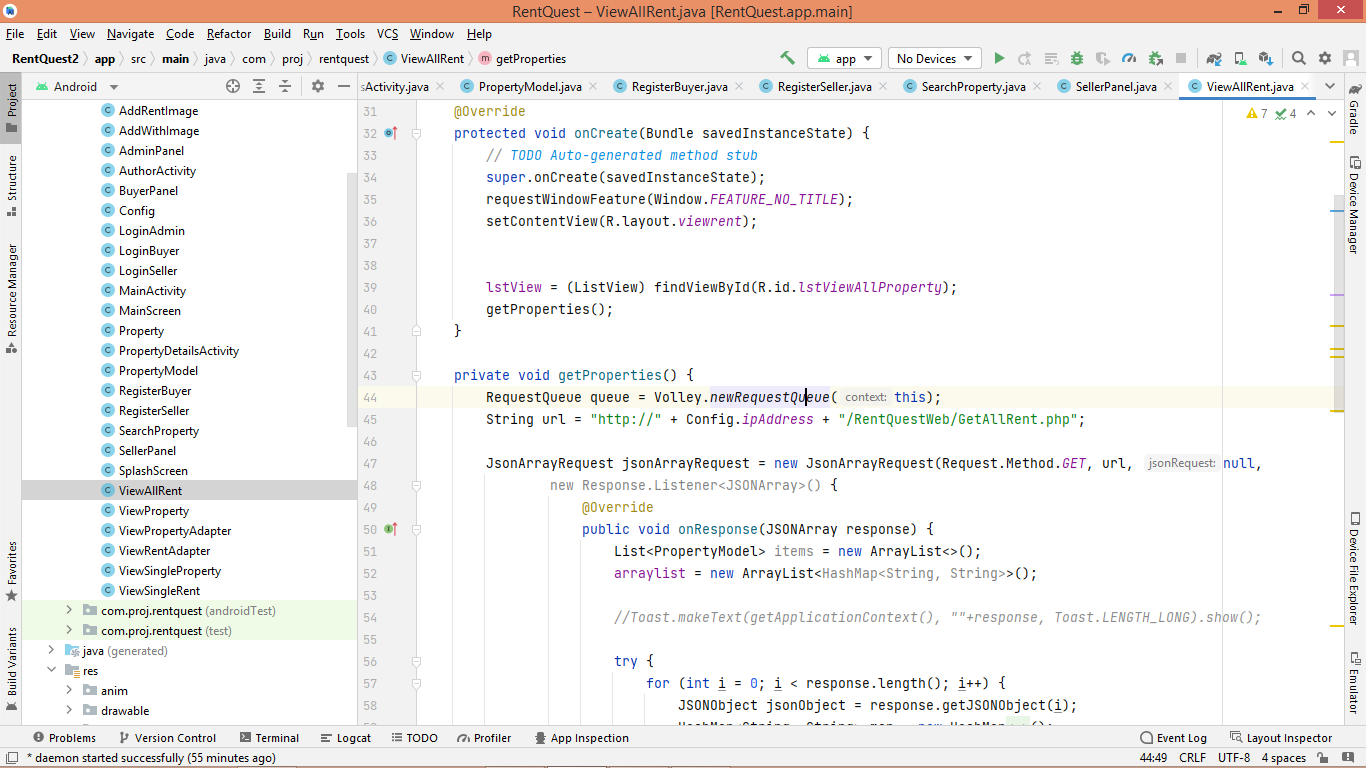 RentQuest – ViewAllRent.java [RentQuest.app.main]
File Edit View Navigate Code Refactor Build Run Tools VCS Window Help
RentQuest2 app src main java com proj rentquest ViewAllRent getProperties
app No Devices
Android
sActivity.java PropertyModel.java RegisterBuyer.java RegisterSeller.java SearchProperty.java SellerPanel.java ViewAllRent.java
Project
Structure
Resource Manager
Favorites
Build Variants
AddRentImage
AddWithImage
AdminPanel
AuthorActivity
BuyerPanel
Config
LoginAdmin
LoginBuyer
LoginSeller
MainActivity
MainScreen
Property
PropertyDetailsActivity
PropertyModel
RegisterBuyer
RegisterSeller
SearchProperty
SellerPanel
SplashScreen
ViewAllRent
ViewProperty
ViewPropertyAdapter
ViewRentAdapter
ViewSingleProperty
ViewSingleRent
com.proj.rentquest (androidTest)
com.proj.rentquest (test)
java (generated)
res
anim
drawable
7 4
31 @Override
32 protected void onCreate(Bundle savedInstanceState) {
33 // TODO Auto-generated method stub
34 super.onCreate(savedInstanceState);
35 requestWindowFeature(Window.FEATURE_NO_TITLE);
36 setContentView(R.layout.viewrent);
37
38
39 lstView = (ListView) findViewById(R.id.lstViewAllProperty);
40 getProperties();
41 }
42
43 private void getProperties() {
44 RequestQueue queue = Volley.newRequestQueue( context: this);
45 String url = "http://" + Config.ipAddress + "/RentQuestWeb/GetAllRent.php";
46
47 JsonArrayRequest jsonArrayRequest = new JsonArrayRequest(Request.Method.GET, url, jsonRequest: null,
48 new Response.Listener<JSONArray>() {
49 @Override
50 public void onResponse(JSONArray response) {
51 List<PropertyModel> items = new ArrayList<>();
52 arraylist = new ArrayList<HashMap<String, String>>();
53
54 //Toast.makeText(getApplicationContext(), ""+response, Toast.LENGTH_LONG).show();
55
56 try {
57 for (int i = 0; i < response.length(); i++) {
58 JSONObject jsonObject = response.getJSONObject(i);
Gradle
Device Manager
Device File Explorer
Emulator
Problems Version Control Terminal Logcat TODO Profiler App Inspection Event Log Layout Inspector
* daemon started successfully (55 minutes ago) 44:49 CRLF UTF-8 4 spaces